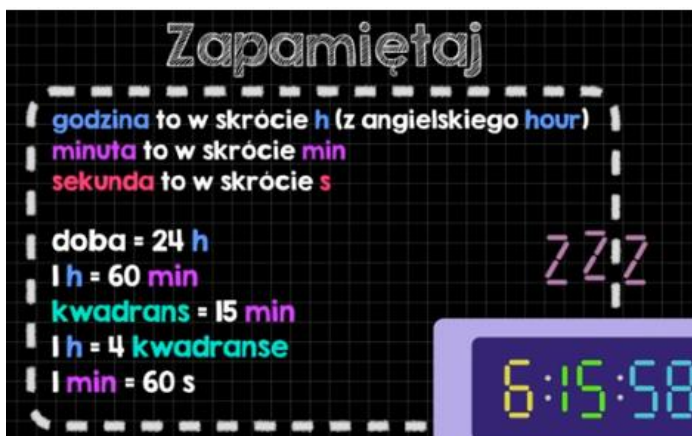 Zapamiętaj
godzina to w skrócie h (z angielskiego hour)
minuta to w skrócie min
sekunda to w skrócie s
doba = 24 h
1 h = 60 min
kwadrans = 15 min
1 h = 4 kwadranse
1 min = 60 s
ZZZ
6:15:58